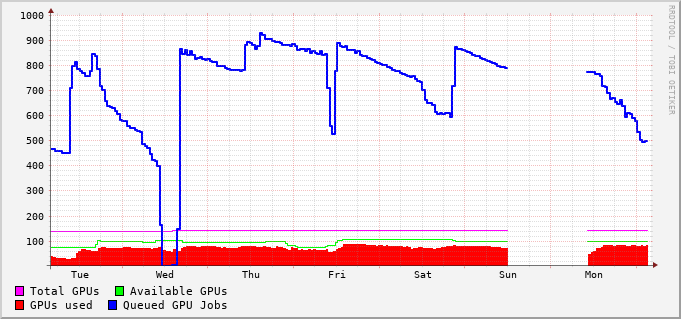 1000
900
800
700
600
500
400
300
200
100
Tue Wed Thu Fri Sat Sun Mon
Total GPUs Available GPUs
GPUs used Queued GPU Jobs
RRDTOOL / TOBI OETIKER